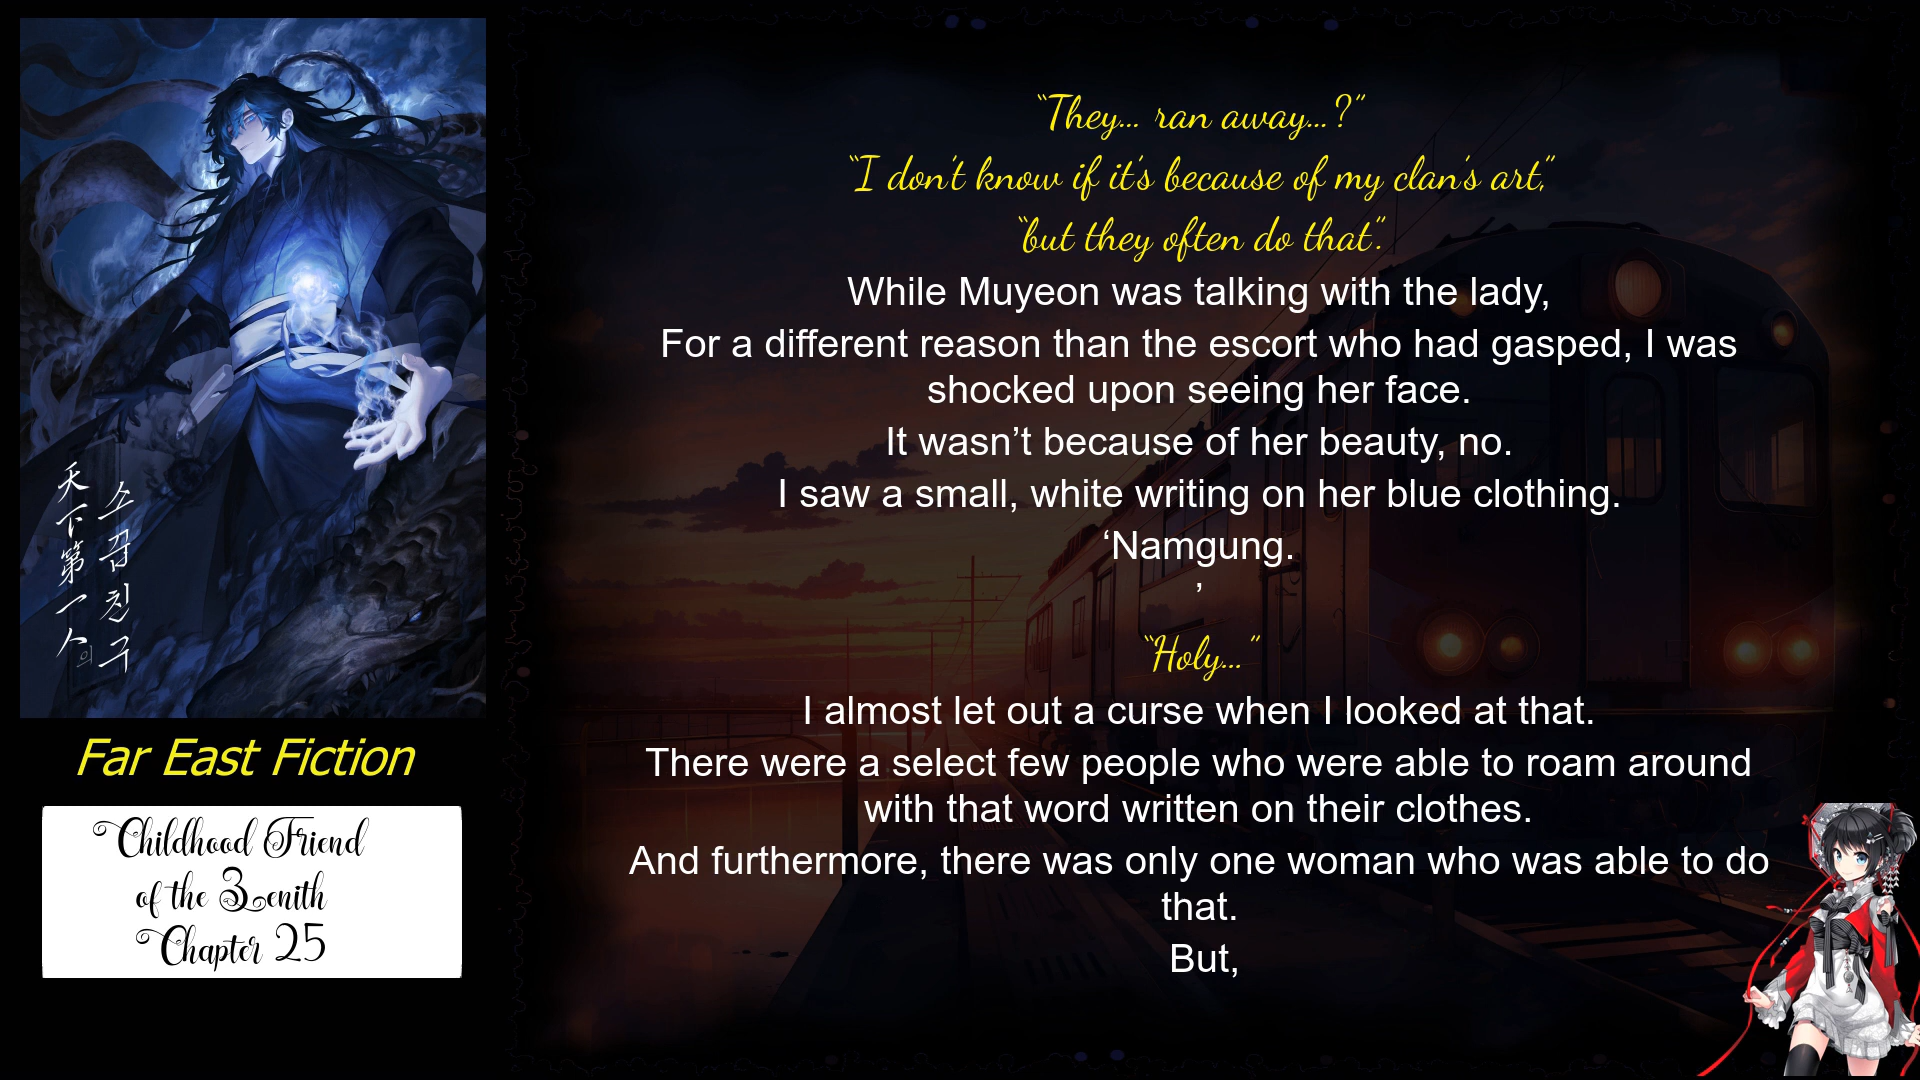 天下第一人의
소꿉친구
Far East Fiction
Childhood Friend
of the Zenith
Chapter 25
“They… ran away…?”
“I don’t know if it’s because of my clan’s art,”
“but they often do that”.
While Muyeon was talking with the lady,
For a different reason than the escort who had gasped, I was
shocked upon seeing her face.
It wasn’t because of her beauty, no.
I saw a small, white writing on her blue clothing.
‘Namgung.
’
“Holy…”
I almost let out a curse when I looked at that.
There were a select few people who were able to roam around
with that word written on their clothes.
And furthermore, there was only one woman who was able to do
that.
But,